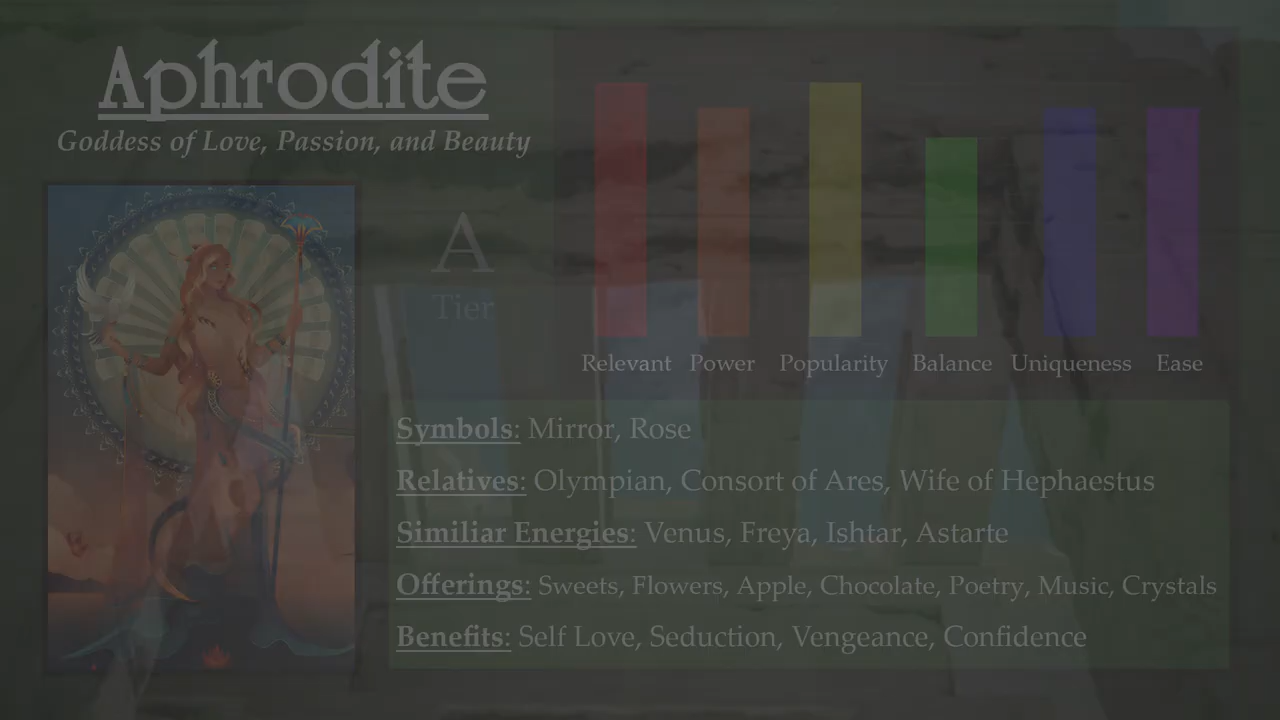 Aphrodite
Goddess of Love, Passion, and Beauty
A
Tier
Relevant Power Popularity Balance Uniqueness Ease
Symbols: Mirror, Rose
Relatives: Olympian, Consort of Ares, Wife of Hephaestus
Similiar Energies: Venus, Freya, Ishtar, Astarte
Offerings: Sweets, Flowers, Apple, Chocolate, Poetry, Music, Crystals
Benefits: Self Love, Seduction, Vengeance, Confidence